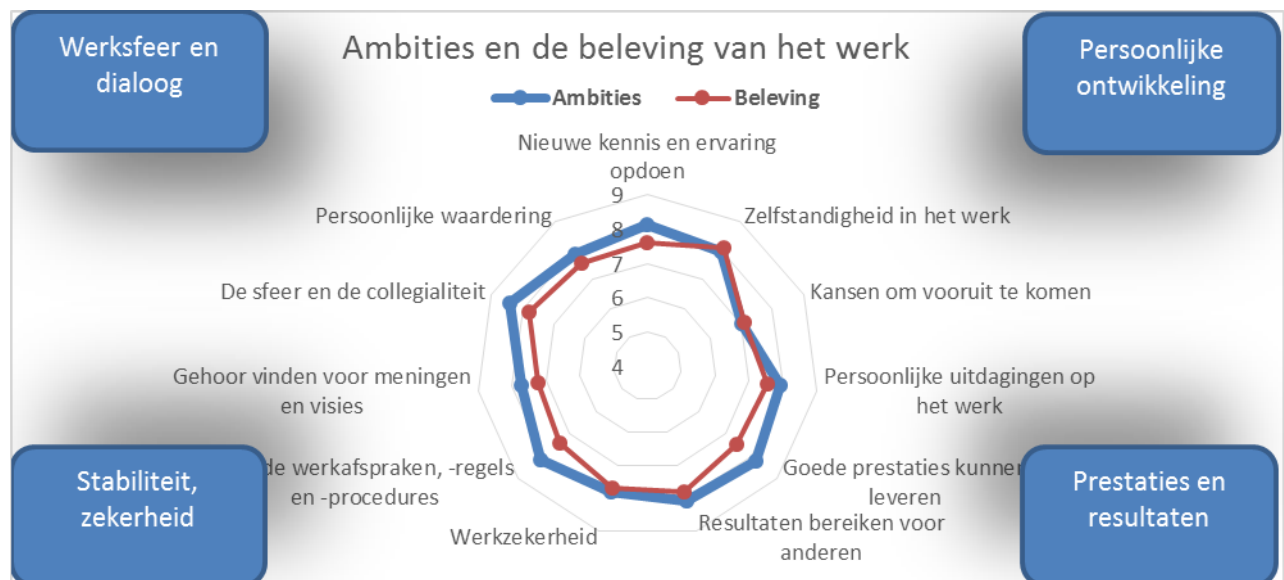 Werksfeer en
dialoog
Ambities en de beleving van het werk
Persoonlijke
ontwikkeling
Ambities
Beleving
Nieuwe kennis en ervaring
opdoen
Zelfstandigheid in het werk
Kansen om vooruit te komen
Persoonlijke uitdagingen op
het werk
Goede prestaties kunnen
leveren
Resultaten bereiken voor
anderen
Werkzekerheid
de werkafspraken, -regels
en -procedures
Gehoor vinden voor meningen
en visies
De sfeer en de collegialiteit
Persoonlijke waardering
9
8
7
6
5
4
Stabiliteit,
zekerheid
Prestaties en
resultaten